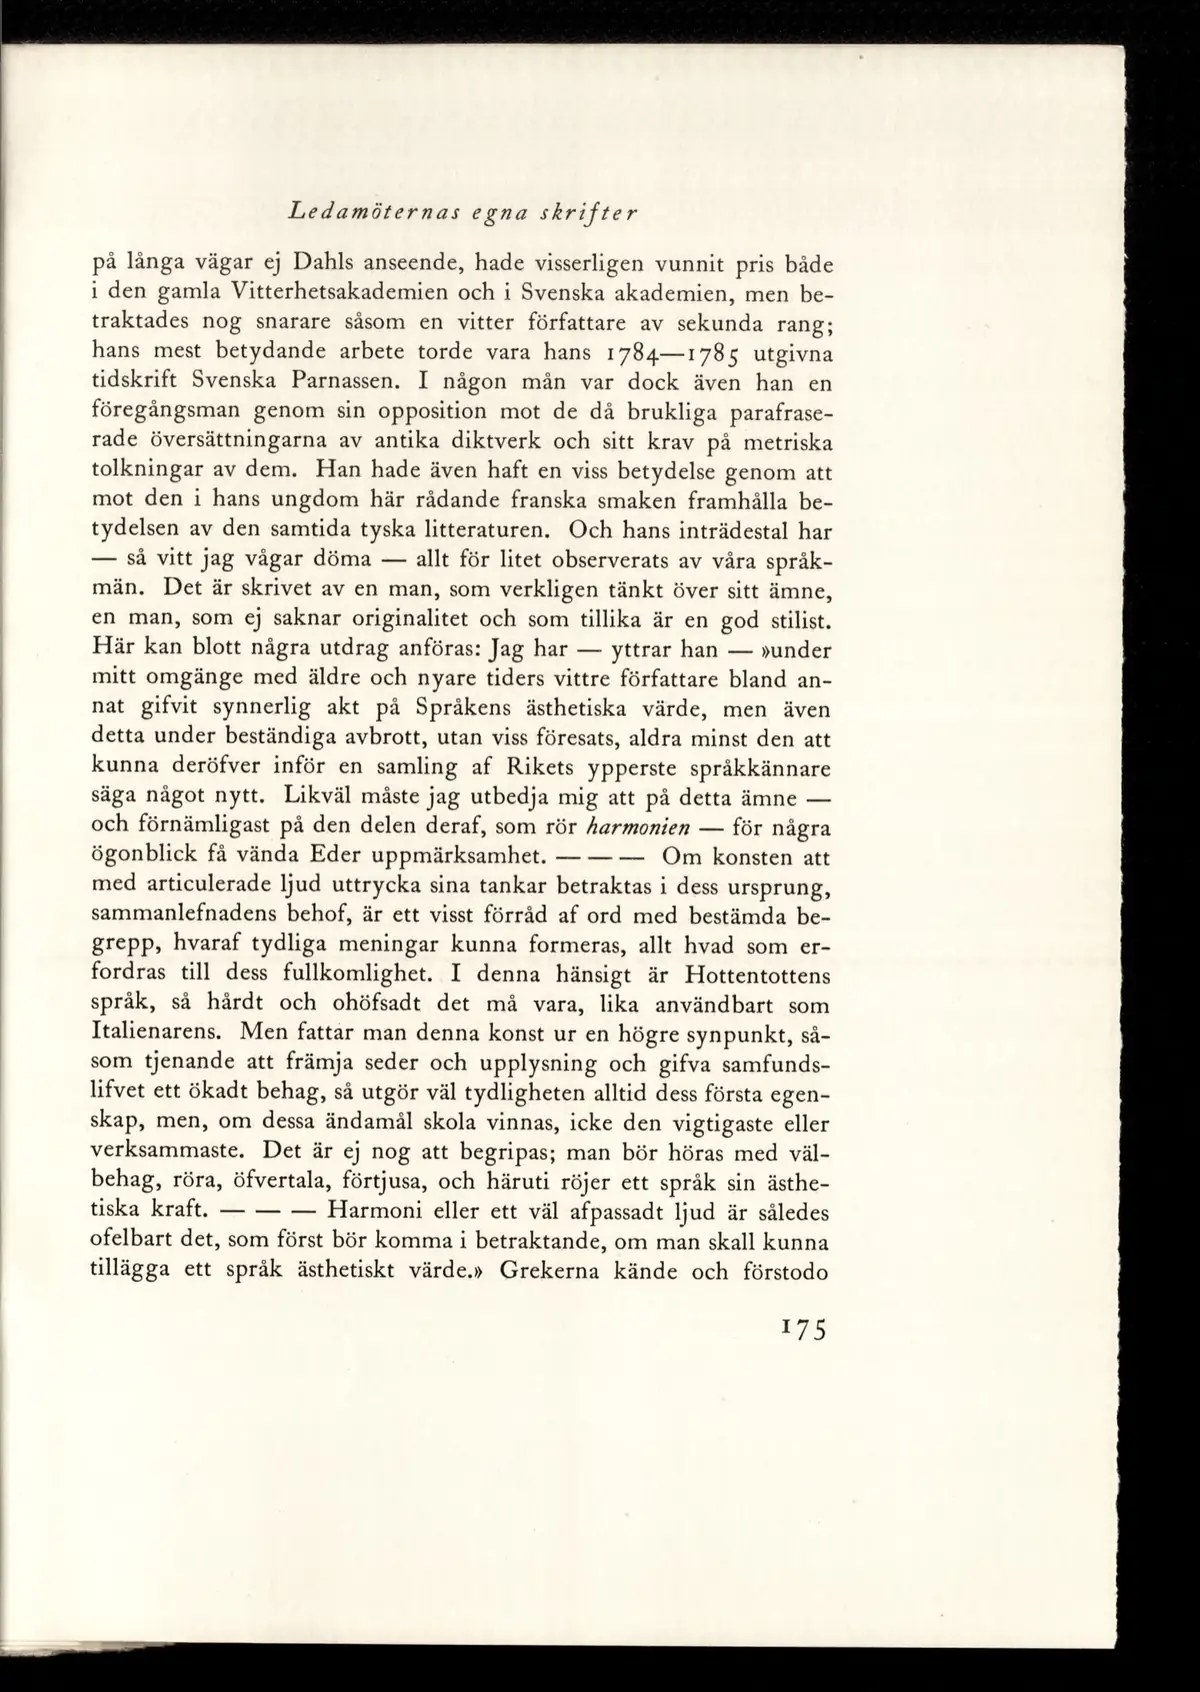 Ledamöternas egna skrifter
på långa vägar ej Dahls anseende, hade visserligen vunnit pris både
i den gamla Vitterhetsakademien och i Svenska akademien, men be-
traktades nog snarare såsom en vitter författare av sekunda rang;
hans mest betydande arbete torde vara hans 1784—1785 utgivna
tidskrift Svenska Parnassen. I någon mån var dock även han en
föregångsman genom sin opposition mot de då brukliga parafrase-
rade översättningarna av antika diktverk och sitt krav på metriska
tolkningar av dem. Han hade även haft en viss betydelse genom att
mot den i hans ungdom här rådande franska smaken framhålla be-
tydelsen av den samtida tyska litteraturen. Och hans inträdestal har
— så vitt jag vågar döma — allt för litet observerats av våra språk-
män. Det är skrivet av en man, som verkligen tänkt över sitt ämne,
en man, som ej saknar originalitet och som tillika är en god stilist.
Här kan blott några utdrag anföras: Jag har — yttrar han — »under
mitt omgänge med äldre och nyare tiders vittre författare bland an-
nat gifvit synnerlig akt på Språkens ästhetiska värde, men även
detta under beständiga avbrott, utan viss föresats, aldra minst den att
kunna deröfver inför en samling af Rikets ypperste språkkännare
säga något nytt. Likväl måste jag utbedja mig att på detta ämne —
och förnämligast på den delen deraf, som rör harmonien — för några
ögonblick få vända Eder uppmärksamhet. — — — Om konsten att
med articulerade ljud uttrycka sina tankar betraktas i dess ursprung,
sammanlefnadens behof, är ett visst förråd af ord med bestämda be-
grepp, hvaraf tydliga meningar kunna formeras, allt hvad som er-
fordras till dess fullkomlighet. I denna hänsigt är Hottentottens
språk, så hårdt och ohöfsadt det må vara, lika användbart som
Italienarens. Men fattar man denna konst ur en högre synpunkt, så-
som tjenande att främja seder och upplysning och gifva samfunds-
lifvet ett ökadt behag, så utgör väl tydligheten alltid dess första egen-
skap, men, om dessa ändamål skola vinnas, icke den vigtigaste eller
verksammaste. Det är ej nog att begripas; man bör höras med väl-
behag, röra, öfvertala, förtjusa, och häruti röjer ett språk sin ästhe-
tiska kraft. — — — Harmoni eller ett väl afpassadt ljud är således
ofelbart det, som först bör komma i betraktande, om man skall kunna
tillägga ett språk ästhetiskt värde.» Grekerna kände och förstodo
175